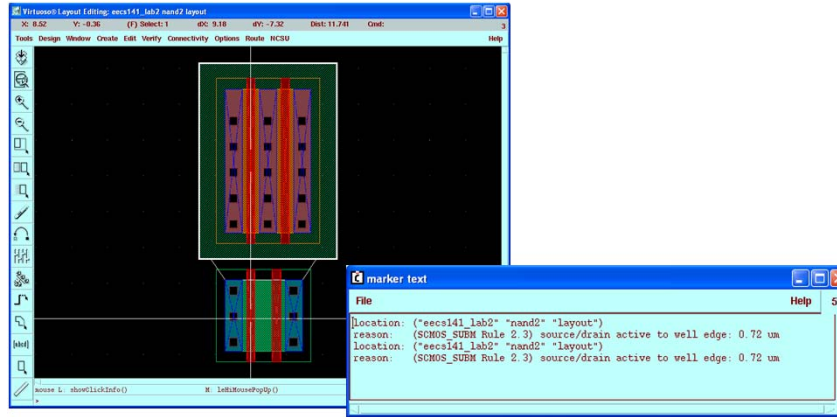 Virtuoso® Layout Editing: eecs141_lab2 nand2 layout
X: 8.52 Y: -0.36 (F) Select: 1 dX: 9.18 dY: -7.32 Dist: 11.741 Cmd: 3
Tools Design Window Create Edit Verify Connectivity Options Route NCSU Help
[abcd]
mouse L: showClickInfo() M: leHiMousePopUp()
>
marker text
File Help 5
location: ("eecs141_lab2" "nand2" "layout")
reason: (SCMOS_SUBM Rule 2.3) source/drain active to well edge: 0.72 um
location: ("eecs141_lab2" "nand2" "layout")
reason: (SCMOS_SUBM Rule 2.3) source/drain active to well edge: 0.72 um